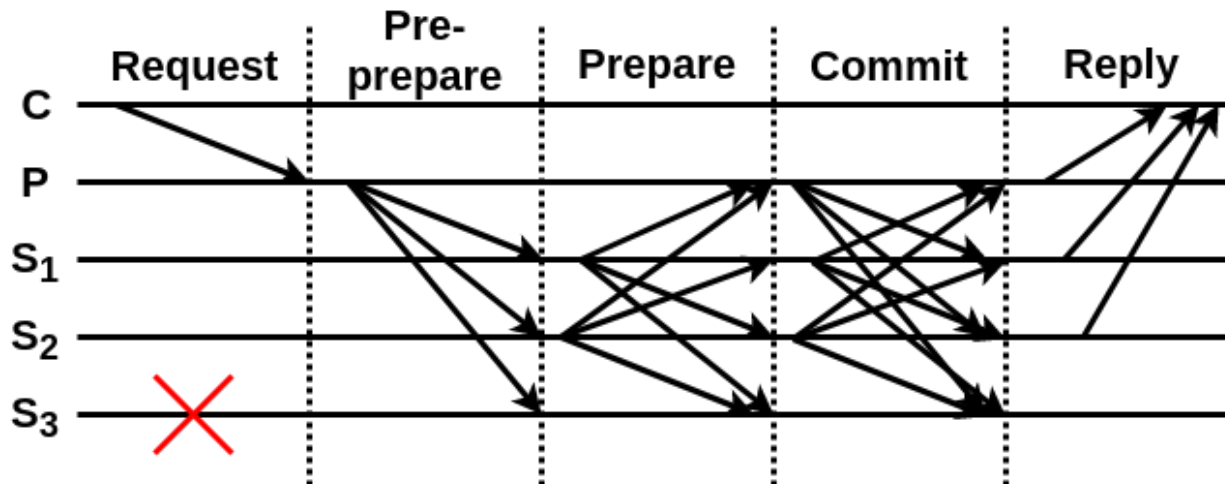 Request
Pre-
prepare
Prepare
Commit
Reply
C
P
S1
S2
S3